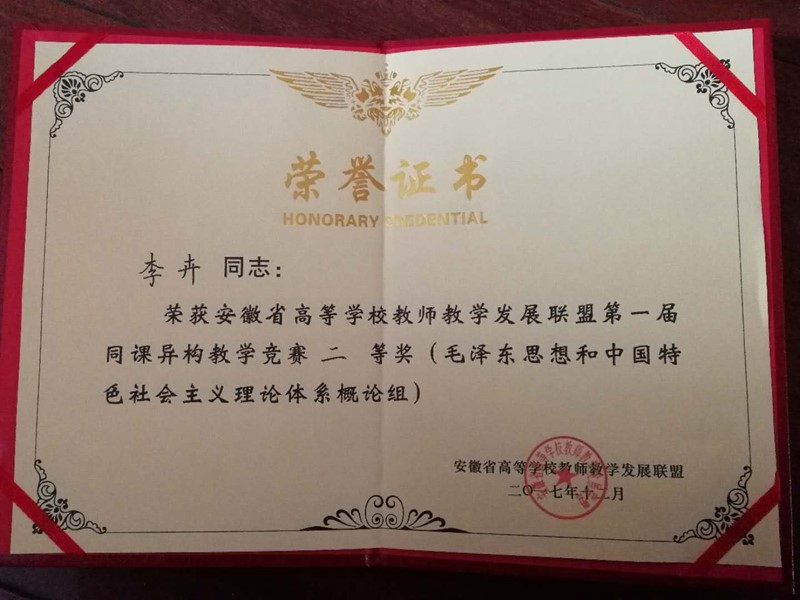 荣誉证书
HONORARY CREDENTIAL
李卉 同志：
荣获安徽省高等学校教师教学发展联盟第一届
同课异构教学竞赛 二 等奖（毛泽东思想和中国特
色社会主义理论体系概论组）
安徽省高等学校教师教学发展联盟
二〇一七年十二月